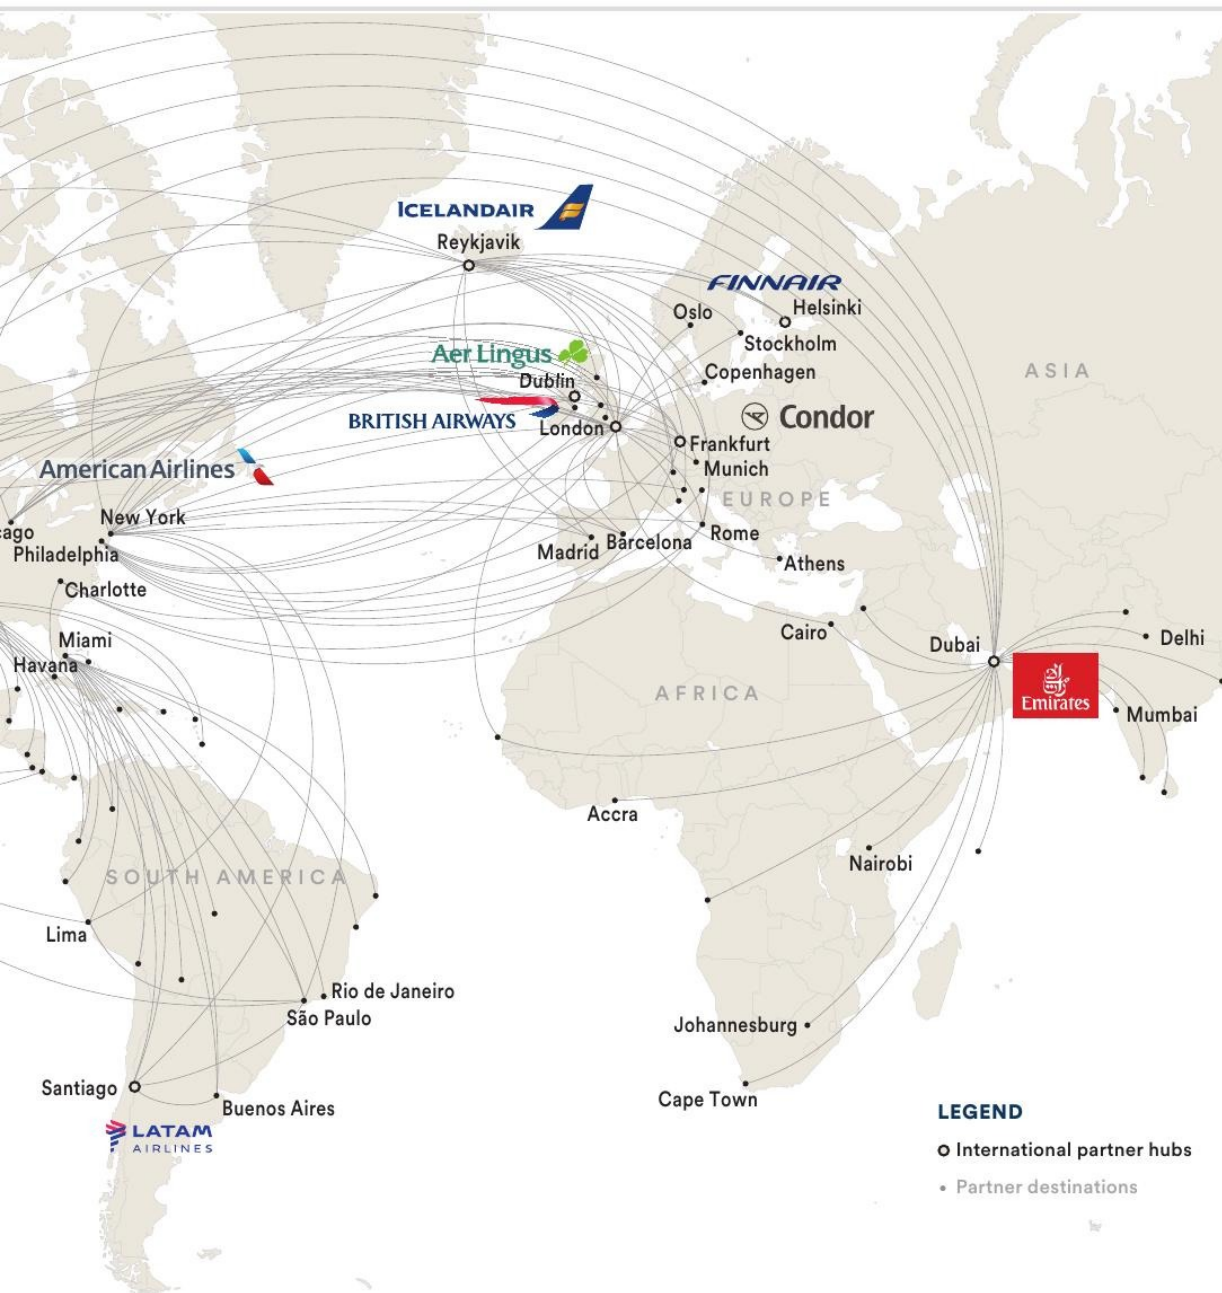 ICELANDAIR
Reykjavik
FINNAIR
Oslo
Helsinki
Stockholm
Aer Lingus
Copenhagen
Dublin
BRITISH AIRWAYS
London
Condor
Frankfurt
American Airlines
Munich
EUROPE
ASIA
cago
New York
Philadelphia
Madrid
Barcelona
Rome
Athens
Charlotte
Miami
Havana
Cairo
Dubai
Delhi
Emirates
AFRICA
Mumbai
Accra
Nairobi
SOUTH AMERICA
Lima
Rio de Janeiro
São Paulo
Johannesburg
Santiago
Buenos Aires
Cape Town
LATAM
AIRLINES
LEGEND
International partner hubs
Partner destinations